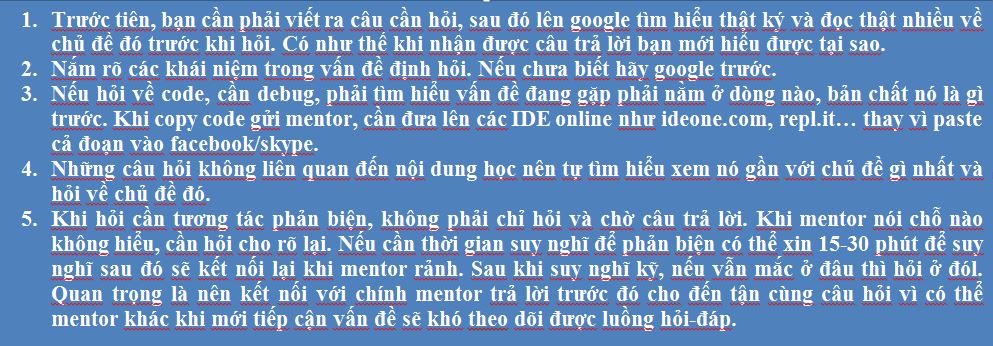 1. Trước tiên, bạn cần phải viết ra câu cần hỏi, sau đó lên google tìm hiểu thật ký và đọc thật nhiều về
chủ đề đó trước khi hỏi. Có như thế khi nhận được câu trả lời bạn mới hiểu được tại sao.
2. Nắm rõ các khái niệm trong vấn đề định hỏi. Nếu chưa biết hãy google trước.
3. Nếu hỏi về code, cần debug, phải tìm hiểu vấn đề đang gặp phải nằm ở dòng nào, bản chất nó là gì
trước. Khi copy code gửi mentor, cần đưa lên các IDE online như ideone.com, repl.it… thay vì paste
cả đoạn vào facebook/skype.
4. Những câu hỏi không liên quan đến nội dung học nên tự tìm hiểu xem nó gần với chủ đề gì nhất và
hỏi về chủ đề đó.
5. Khi hỏi cần tương tác phản biện, không phải chỉ hỏi và chờ câu trả lời. Khi mentor nói chỗ nào
không hiểu, cần hỏi cho rõ lại. Nếu cần thời gian suy nghĩ để phản biện có thể xin 15-30 phút để suy
nghĩ sau đó sẽ kết nối lại khi mentor rảnh. Sau khi suy nghĩ kỹ, nếu vẫn mắc ở đâu thì hỏi ở đól.
Quan trọng là nên kết nối với chính mentor trả lời trước đó cho đến tận cùng câu hỏi vì có thể
mentor khác khi mới tiếp cận vấn đề sẽ khó theo dõi được luồng hỏi-đáp.